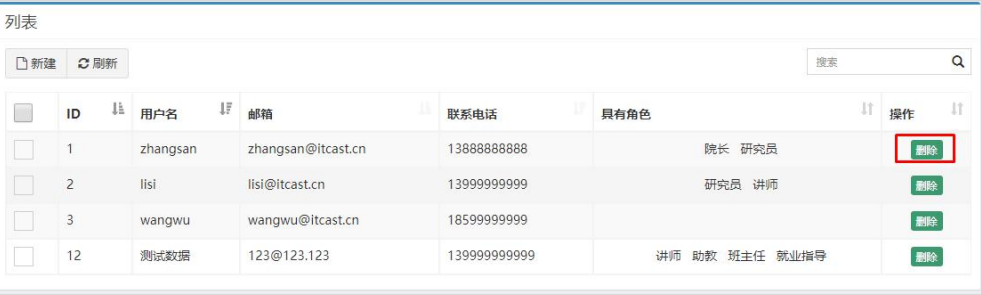 列表
新建 刷新 搜索
ID 用户名 邮箱 联系电话 具有角色 操作
1 zhangsan zhangsan@itcast.cn 13888888888 院长 研究员 删除
2 lisi lisi@itcast.cn 13999999999 研究员 讲师 删除
3 wangwu wangwu@itcast.cn 18599999999 删除
12 测试数据 123@123.123 139999999999 讲师 助教 班主任 就业指导 删除